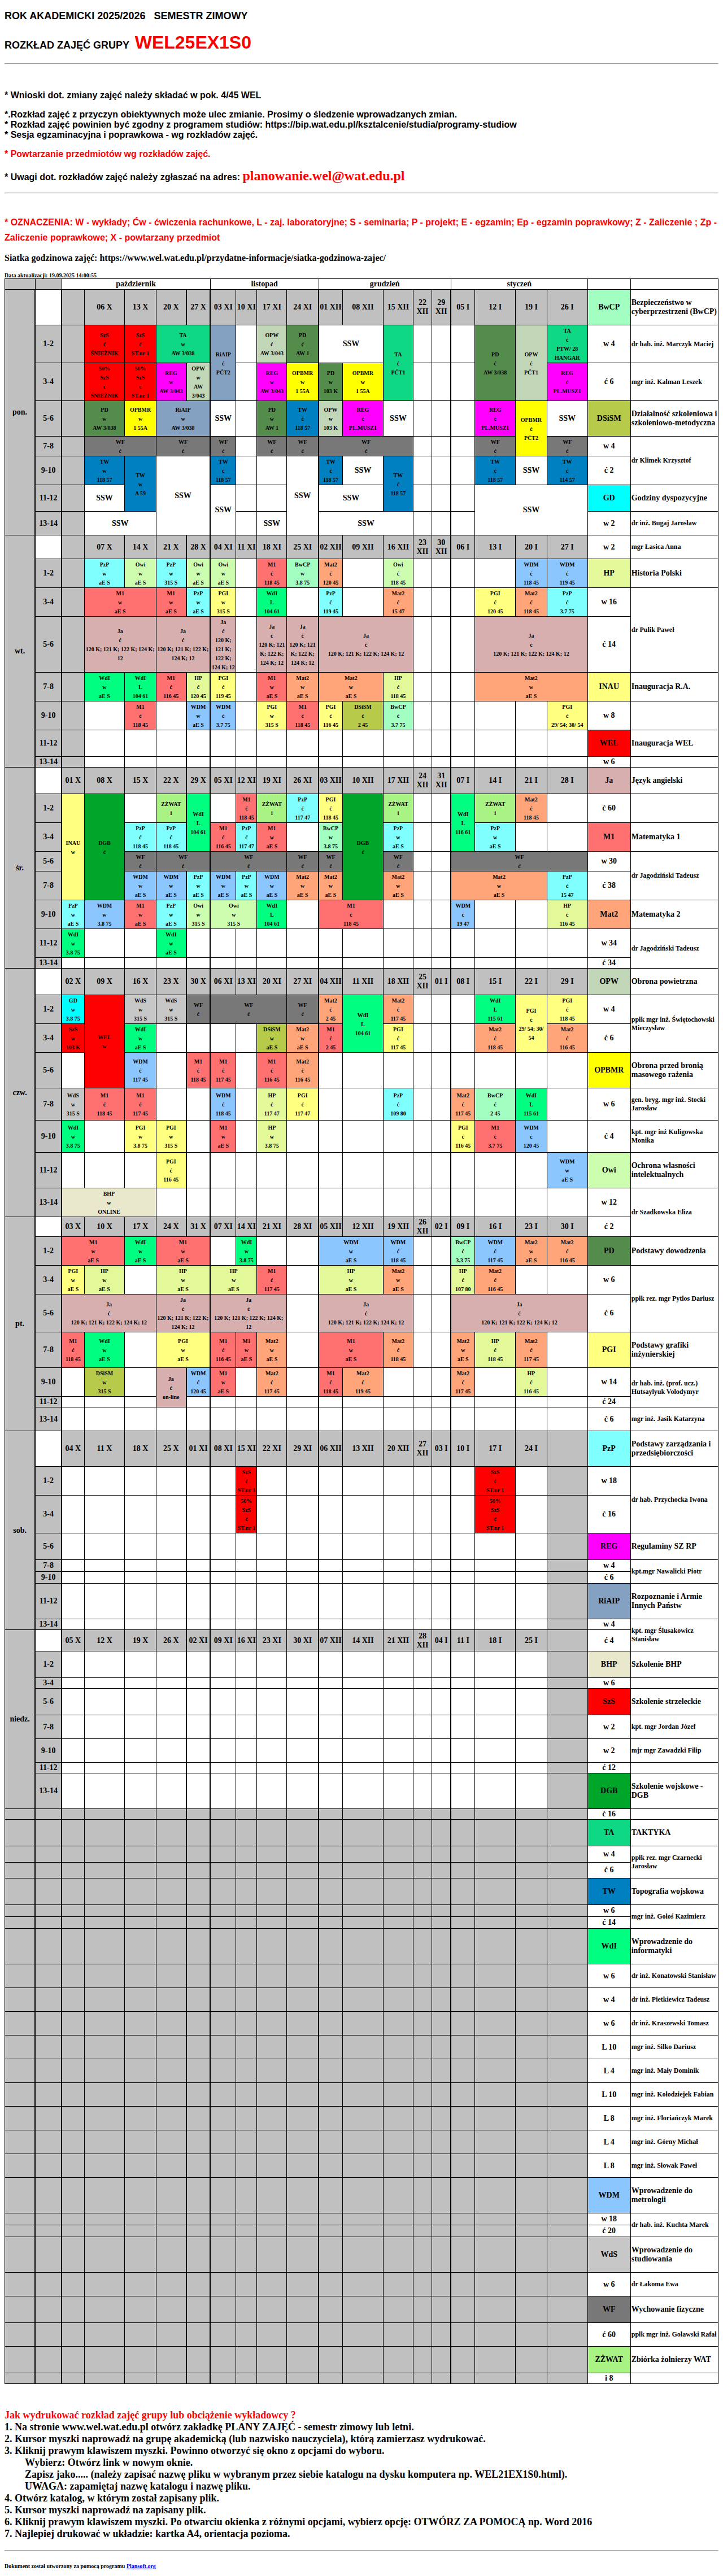 ROK AKADEMICKI 2025/2026 SEMESTR ZIMOWY
ROZKŁAD ZAJĘĆ GRUPY WEL25EX1S0
* Wnioski dot. zmiany zajęć należy składać w pok. 4/45 WEL
*.Rozkład zajęć z przyczyn obiektywnych może ulec zmianie. Prosimy o śledzenie wprowadzanych zmian.
* Rozkład zajęć powinien być zgodny z programem studiów: https://bip.wat.edu.pl/ksztalcenie/studia/programy-studiow
* Sesja egzaminacyjna i poprawkowa - wg rozkładów zajęć.
* Powtarzanie przedmiotów wg rozkładów zajęć.
* Uwagi dot. rozkładów zajęć należy zgłaszać na adres: planowanie.wel@wat.edu.pl
* OZNACZENIA: W - wykłady; Ćw - ćwiczenia rachunkowe, L - zaj. laboratoryjne; S - seminaria; P - projekt; E - egzamin; Ep - egzamin poprawkowy; Z - Zaliczenie ; Zp - Zaliczenie poprawkowe; X - powtarzany przedmiot
Siatka godzinowa zajęć: https://www.wel.wat.edu.pl/przydatne-informacje/siatka-godzinowa-zajec/
Data aktualizacji: 19.09.2025 14:00:55
październik listopad grudzień styczeń
pon. 06 X 13 X 20 X 27 X 03 XI 10 XI 17 XI 24 XI 01 XII 08 XII 15 XII 22 XII 29 XII 05 I 12 I 19 I 26 I BwCP Bezpieczeństwo w cyberprzestrzeni (BwCP)
1-2 SzS ć ŚNIEŻNIK SzS ć ST.nr 1 TA w AW 3/038 RiAIP ć PČT2 OPW ć AW 3/043 PD ć AW 1 SSW TA ć PČT1 PD ć AW 3/038 OPW ć PČT1 TA ć PTW/ 28 HANGAR w 4 dr hab. inż. Marczyk Maciej
3-4 50% SzS ć ŚNIEŻNIK 50% SzS ć ST.nr 1 REG w AW 3/043 OPW w AW 3/043 REG w AW 3/043 OPBMR w 1 55A PD w 103 K OPBMR w 1 55A REG ć PL.MUSZ1 ć 6 mgr inż. Kalman Leszek
5-6 PD w AW 3/038 OPBMR w 1 55A RiAIP w AW 3/038 SSW PD w AW 1 TW ć 118 57 OPW w 103 K REG ć PL.MUSZ1 SSW REG ć PL.MUSZ1 OPBMR ć PČT2 SSW DSiSM Działalność szkoleniowa i szkoleniowo-metodyczna
7-8 WF ć WF ć WF ć WF ć WF ć WF ć WF ć WF ć w 4 dr Klemk Krzysztof
9-10 TW w 118 57 TW w A 59 SSW TW ć 118 57 SSW TW ć 118 57 SSW TW ć 118 57 TW ć 118 57 SSW TW ć 114 57 ć 2
11-12 SSW SSW SSW SSW GD Godziny dyspozycyjne
13-14 SSW SSW SSW w 2 dr inż. Bugaj Jarosław
wt. 07 X 14 X 21 X 28 X 04 XI 11 XI 18 XI 25 XI 02 XII 09 XII 16 XII 23 XII 30 XII 06 I 13 I 20 I 27 I w 2 mgr Łasica Anna
1-2 PzP w aE S Owi w aE S PzP w 315 S Owi w aE S Owi w aE S M1 ć 118 45 BwCP w 3.8 75 Mat2 ć 120 45 Owi ć 118 45 WDM ć 118 45 WDM ć 119 45 HP Historia Polski
3-4 M1 w aE S M1 w aE S PzP w aE S PGI w 315 S WdI L 104 61 PzP ć 119 45 Mat2 ć 15 47 PGI ć 120 45 Mat2 ć 118 45 PzP ć 3.7 75 w 16 dr Pulik Paweł
5-6 Ja ć 120 K; 121 K; 122 K; 124 K; 12 Ja ć 120 K; 121 K; 122 K; 124 K; 12 Ja ć 120 K; 121 K; 122 K; 124 K; 12 Ja ć 120 K; 121 K; 122 K; 124 K; 12 Ja ć 120 K; 121 K; 122 K; 124 K; 12 Ja ć 120 K; 121 K; 122 K; 124 K; 12 Ja ć 120 K; 121 K; 122 K; 124 K; 12 ć 14
7-8 WdI w aE S WdI L 104 61 M1 ć 116 45 HP ć 120 45 PGI ć 119 45 M1 w aE S Mat2 w aE S Mat2 w aE S HP ć 118 45 Mat2 w aE S INAU Inauguracja R.A.
9-10 M1 ć 118 45 WDM w aE S WDM ć 3.7 75 PGI w 315 S M1 ć 118 45 PGI ć 116 45 DSiSM ć 2 45 BwCP ć 3.7 75 PGI ć 29/ 54; 30/ 54 w 8
11-12 WEL Inauguracja WEL
13-14 w 6
śr. 01 X 08 X 15 X 22 X 29 X 05 XI 12 XI 19 XI 26 XI 03 XII 10 XII 17 XII 24 XII 31 XII 07 I 14 I 21 I 28 I Ja Język angielski
1-2 INAU w DGB ć ZŻWAT i WdI L 104 61 M1 ć 118 45 ZŻWAT i PzP ć 117 47 PGI ć 118 45 DGB ć ZŻWAT i WdI L 116 61 ZŻWAT i Mat2 ć 118 45 ć 60
3-4 PzP ć 118 45 PzP ć 118 45 M1 ć 116 45 PzP ć 117 47 M1 w aE S BwCP w 3.8 75 PzP w aE S PzP w aE S M1 Matematyka 1
5-6 WF ć WF ć WF ć WF ć WF ć WF ć WF ć w 30 dr Jagodziński Tadeusz
7-8 WDM w aE S WDM w aE S PzP w aE S WDM w aE S PzP w aE S WDM w aE S Mat2 w aE S Mat2 w aE S Mat2 w aE S Mat2 w aE S PzP ć 15 47 ć 38
9-10 PzP w aE S WDM w 3.8 75 M1 w aE S PzP w aE S Owi w 315 S Owi w 315 S WdI L 104 61 M1 ć 118 45 WDM ć 19 47 HP ć 116 45 Mat2 Matematyka 2
11-12 WdI w 3.8 75 WdI w aE S w 34 dr Jagodziński Tadeusz
13-14 ć 34
czw. 02 X 09 X 16 X 23 X 30 X 06 XI 13 XI 20 XI 27 XI 04 XII 11 XII 18 XII 25 XII 01 I 08 I 15 I 22 I 29 I OPW Obrona powietrzna
1-2 GD w 3.8 75 WEL w WdS w 315 S WdS w 315 S WF ć WF ć WF ć Mat2 ć 2 45 WdI L 104 61 Mat2 ć 117 45 WdI L 115 61 PGI ć 29/ 54; 30/ 54 PGI ć 118 45 w 4 ppłk mgr inż. Świętochowski Mieczysław
3-4 SzS w 103 K WdI w aE S DSiSM w aE S Mat2 w aE S M1 ć 2 45 PGI ć 117 45 Mat2 ć 118 45 Mat2 ć 116 45 ć 6
5-6 WDM ć 117 45 M1 ć 118 45 M1 ć 117 45 M1 ć 116 45 Mat2 ć 116 45 OPBMR Obrona przed bronią masowego rażenia
7-8 WdS w 315 S M1 ć 118 45 M1 ć 117 45 WDM ć 118 45 HP ć 117 47 PGI ć 117 47 PzP ć 109 80 Mat2 ć 117 45 BwCP ć 2 45 WdI L 115 61 w 6 gen. bryg. mgr inż. Stocki Jarosław
9-10 WdI w 3.8 75 PGI w 3.8 75 PGI w 315 S M1 w aE S HP w 3.8 75 PGI ć 116 45 M1 ć 3.7 75 WDM ć 120 45 ć 4 kpt. mgr inż Kuligowska Monika
11-12 PGI ć 116 45 WDM w aE S Owi Ochrona własności intelektualnych
13-14 BHP w ONLINE w 12 dr Szadkowska Eliza
pt. 03 X 10 X 17 X 24 X 31 X 07 XI 14 XI 21 XI 28 XI 05 XII 12 XII 19 XII 26 XII 02 I 09 I 16 I 23 I 30 I ć 2
1-2 M1 w aE S WdI w aE S M1 w aE S WdI w 3.8 75 WDM w aE S WDM ć 118 45 BwCP ć 3.3 75 WDM ć 117 45 Mat2 w aE S Mat2 ć 116 45 PD Podstawy dowodzenia
3-4 PGI w aE S HP w aE S HP w aE S HP w aE S M1 ć 117 45 HP w aE S Mat2 w aE S HP ć 107 80 Mat2 ć 116 45 w 6 ppłk rez. mgr Pytlos Dariusz
5-6 Ja ć 120 K; 121 K; 122 K; 124 K; 12 Ja ć 120 K; 121 K; 122 K; 124 K; 12 Ja ć 120 K; 121 K; 122 K; 124 K; 12 Ja ć 120 K; 121 K; 122 K; 124 K; 12 Ja ć 120 K; 121 K; 122 K; 124 K; 12 ć 6
7-8 M1 ć 118 45 WdI w aE S PGI w aE S M1 ć 116 45 M1 w aE S Mat2 w aE S M1 w aE S Mat2 ć 118 45 Mat2 w aE S HP ć 118 45 Mat2 ć 117 45 PGI Podstawy grafiki inżynierskiej
9-10 DSiSM w 315 S Ja ć on-line WDM ć 120 45 M1 w aE S Mat2 ć 117 45 M1 ć 118 45 Mat2 ć 119 45 Mat2 ć 117 45 HP ć 116 45 w 14 dr hab. inż. (prof. ucz.) Hutsaylyuk Volodymyr
11-12 ć 24
13-14 ć 6 mgr inż. Jasik Katarzyna
sob. 04 X 11 X 18 X 25 X 01 XI 08 XI 15 XI 22 XI 29 XI 06 XII 13 XII 20 XII 27 XII 03 I 10 I 17 I 24 I PzP Podstawy zarządzania i przedsiębiorczości
1-2 SzS ć ST.nr 1 SzS ć ST.nr 1 w 18 dr hab. Przychocka Iwona
3-4 50% SzS ć ST.nr 1 50% SzS ć ST.nr 1 ć 16
5-6 REG Regulaminy SZ RP
7-8 w 4 kpt.mgr Nawalicki Piotr
9-10 ć 6
11-12 RiAIP Rozpoznanie i Armie Innych Państw
13-14 w 4 kpt. mgr Ślusakowicz Stanisław
niedz. 05 X 12 X 19 X 26 X 02 XI 09 XI 16 XI 23 XI 30 XI 07 XII 14 XII 21 XII 28 XII 04 I 11 I 18 I 25 I ć 4
1-2 BHP Szkolenie BHP
3-4 w 6
5-6 SzS Szkolenie strzeleckie
7-8 w 2 kpt. mgr Jordan Józef
9-10 w 2 mjr mgr Zawadzki Filip
11-12 ć 12
13-14 DGB Szkolenie wojskowe - DGB
ć 16
TA TAKTYKA
w 4 ppłk rez. mgr Czarnecki Jarosław
ć 6
TW Topografia wojskowa
w 6 mgr inż. Gołoś Kazimierz
ć 14
WdI Wprowadzenie do informatyki
w 6 dr inż. Konatowski Stanisław
w 4 dr inż. Pietkiewicz Tadeusz
w 6 dr inż. Kraszewski Tomasz
L 10 mgr inż. Silko Dariusz
L 4 mgr inż. Mały Dominik
L 10 mgr inż. Kołodziejek Fabian
L 8 mgr inż. Floriańczyk Marek
L 4 mgr inż. Górny Michał
L 8 mgr inż. Słowak Paweł
WDM Wprowadzenie do metrologii
w 18 dr hab. inż. Kuchta Marek
ć 20
WdS Wprowadzenie do studiowania
w 6 dr Łakoma Ewa
WF Wychowanie fizyczne
ć 60 ppłk mgr inż. Goławski Rafał
ZŻWAT Zbiórka żołnierzy WAT
i 8
Jak wydrukować rozkład zajęć grupy lub obciążenie wykładowcy ?
1. Na stronie www-wel.wat.edu.pl otwórz zakładkę PLANY ZAJĘĆ - semestr zimowy lub letni.
2. Kursor myszki naprowadź na grupę akademicką (lub nazwisko nauczyciela), którą zamierzasz wydrukować.
3. Kliknij prawym klawiszem myszki. Powinno otworzyć się okno z opcjami do wyboru.
Wybierz: Otwórz link w nowym oknie.
Zapisz jako..... (należy zapisać nazwę pliku w wybranym przez siebie katalogu na dysku komputera np. WEL21EX1S0.html).
UWAGA: zapamiętaj nazwę katalogu i nazwę pliku.
4. Otwórz katalog, w którym został zapisany plik.
5. Kursor myszki naprowadź na zapisany plik.
6. Kliknij prawym klawiszem myszki. Po otwarciu okienka z różnymi opcjami, wybierz opcję: OTWÓRZ ZA POMOCĄ np. Word 2016
7. Najlepiej drukować w układzie: kartka A4, orientacja pozioma.
Dokument został utworzony za pomocą programu Plansoft.org